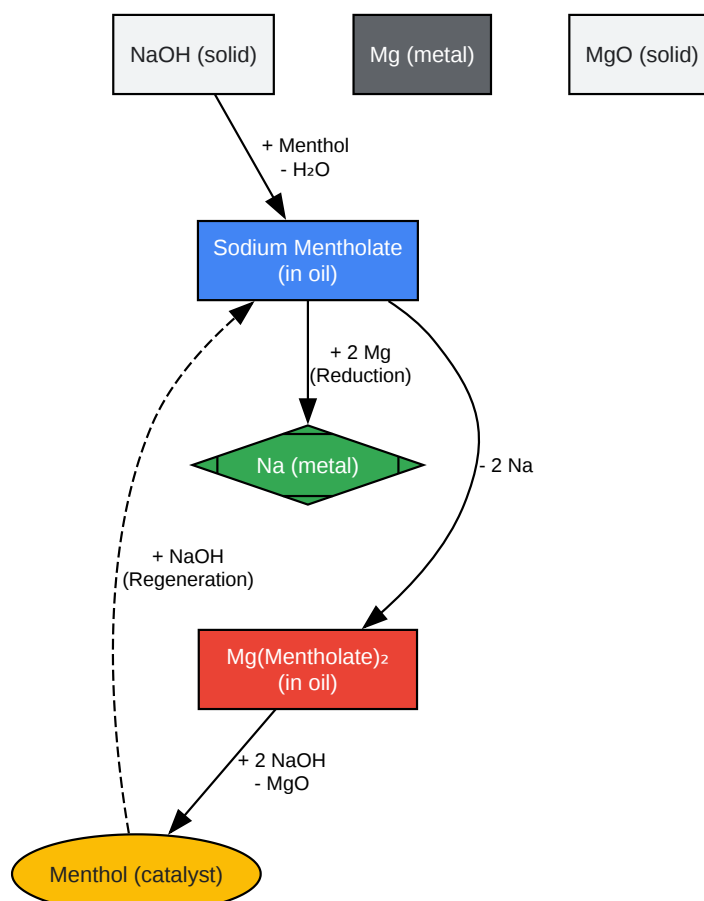 NaOH (solid)
Mg (metal)
MgO (solid)
+ Menthol
- H₂O
Sodium Mentholate
(in oil)
+ 2 Mg
(Reduction)
Na (metal)
- 2 Na
+ NaOH
(Regeneration)
Mg(Mentholate)₂
(in oil)
+ 2 NaOH
- MgO
Menthol (catalyst)